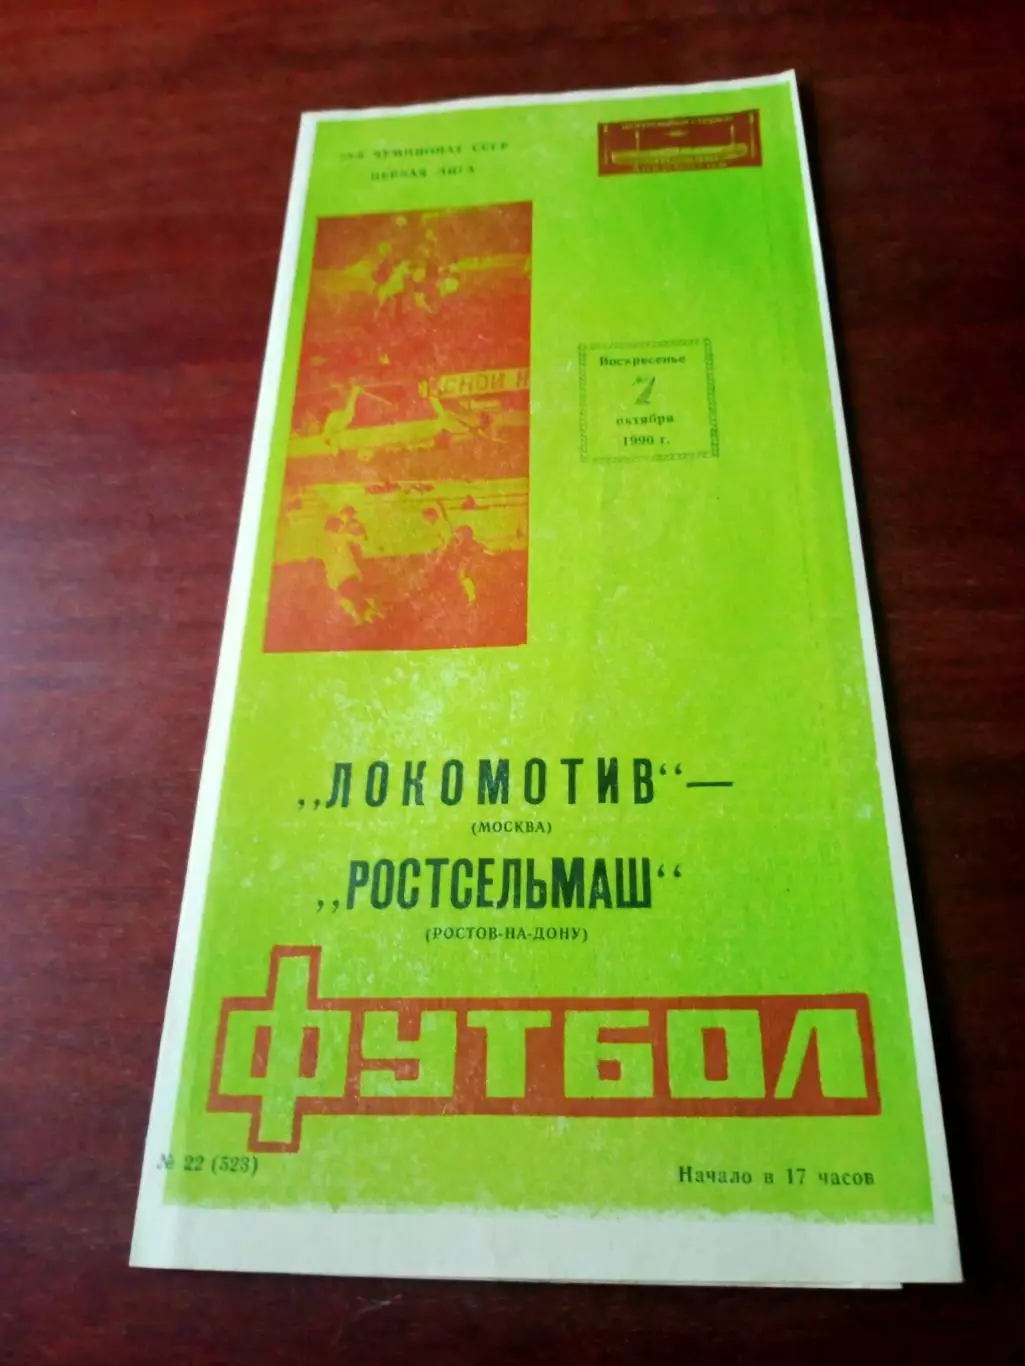 ЧЕМПИОНАТ СССР
ПЕРВАЯ ЛИГА
СНОЙ Н
Воскресенье
7
октября
1990 г.
„ЛОКОМОТИВ“ —
(МОСКВА)
„РОСТСЕЛЬМАШ“
(РОСТОВ-НА-ДОНУ)
ФУТБОЛ
№ 22 (523)
Начало в 17 часов